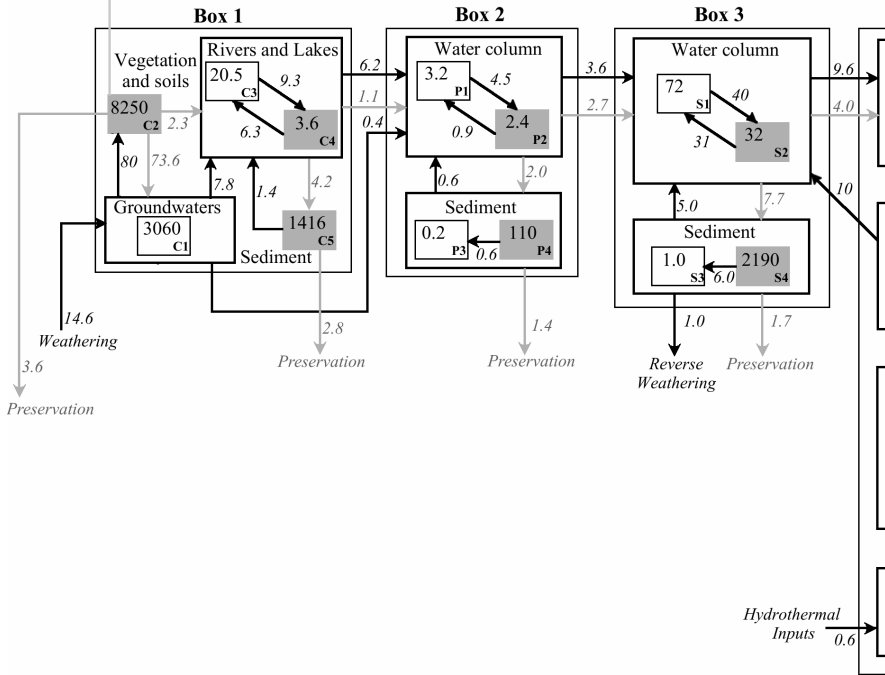 Box 1
Box 2
Box 3
Vegetation
and soils
8250
C2
Rivers and Lakes
20.5
C3
9.3
3.6
C4
6.3
2.3
80
73.6
7.8
1.4
4.2
Groundwaters
3060
C1
1416
C5
Sediment
14.6
Weathering
3.6
Preservation
2.8
Preservation
6.2
1.1
0.4
Water column
3.2
P1
4.5
2.4
P2
0.9
0.6
2.0
Sediment
0.2
P3
0.6
110
P4
1.4
Preservation
3.6
2.7
Water column
72
S1
40
32
S2
31
5.0
7.7
Sediment
1.0
S3
6.0
2190
S4
1.0
Reverse
Weathering
1.7
Preservation
9.6
4.0
10
Hydrothermal
Inputs
0.6